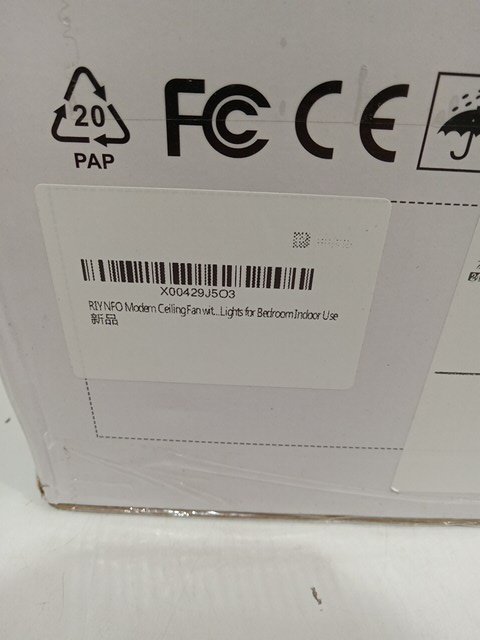 20
PAP
FC CE
X00429J5O3
RIYNFO Modern Ceiling Fan wit...Lights for Bedroom Indoor Use
新品